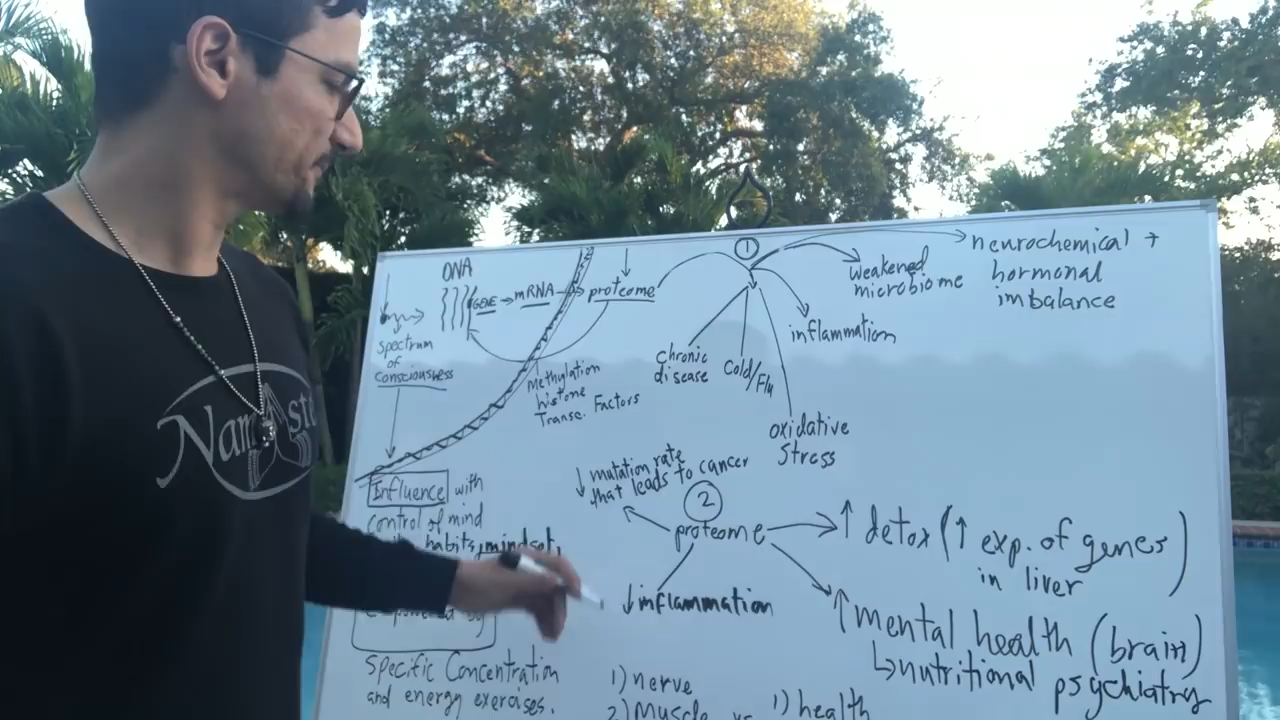 DNA
GENE → mRNA → proteome
spectrum
of
consciousness
Methylation
histone
Transc. Factors
①
chronic
disease
Cold/Flu
oxidative
stress
inflammation
weakened
microbiome
neurochemical +
hormonal
imbalance
Influence with
control of mind
habits, mindset,
Specific Concentration
and energy exercises.
↓ mutation rate
↓ that leads to cancer
②
proteome
↓inflammation
↑ detox (↑ exp. of genes
in liver)
↑mental health (brain)
↳nutritional
psychiatry
1) nerve
2) Muscle vs
1) health
Namaste